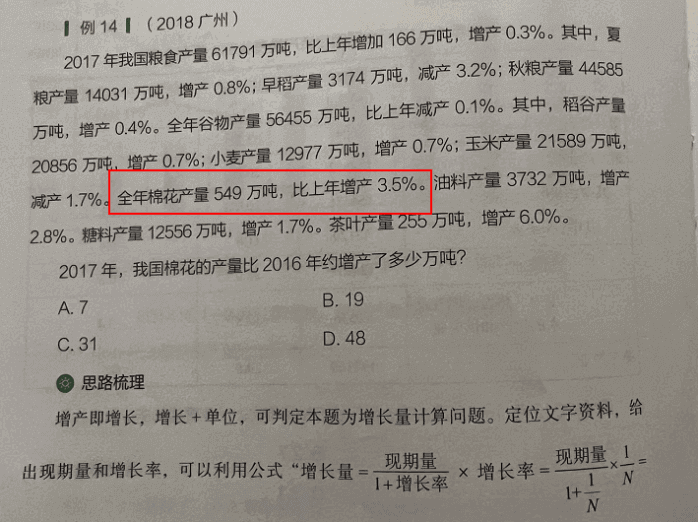 例 14 (2018 广州)
2017 年我国粮食产量 61791 万吨，比上年增加 166 万吨，增产 0.3%。其中，夏
粮产量 14031 万吨，增产 0.8%；早稻产量 3174 万吨，减产 3.2%；秋粮产量 44585
万吨，增产 0.4%。全年谷物产量 56455 万吨，比上年减产 0.1%。其中，稻谷产量
20856 万吨，增产 0.7%；小麦产量 12977 万吨，增产 0.7%；玉米产量 21589 万吨，
减产 1.7%。全年棉花产量 549 万吨，比上年增产 3.5%。油料产量 3732 万吨，增产
2.8%。糖料产量 12556 万吨，增产 1.7%。茶叶产量 255 万吨，增产 6.0%。
2017 年，我国棉花的产量比 2016 年约增产了多少万吨？
A. 7 B. 19
C. 31 D. 48
思路梳理
增产即增长，增长+单位，可判定本题为增长量计算问题。定位文字资料，给
出现期量和增长率，可以利用公式“增长量=现期量/(1+增长率)×增长率=现期量/(1+1/N)×1/N=